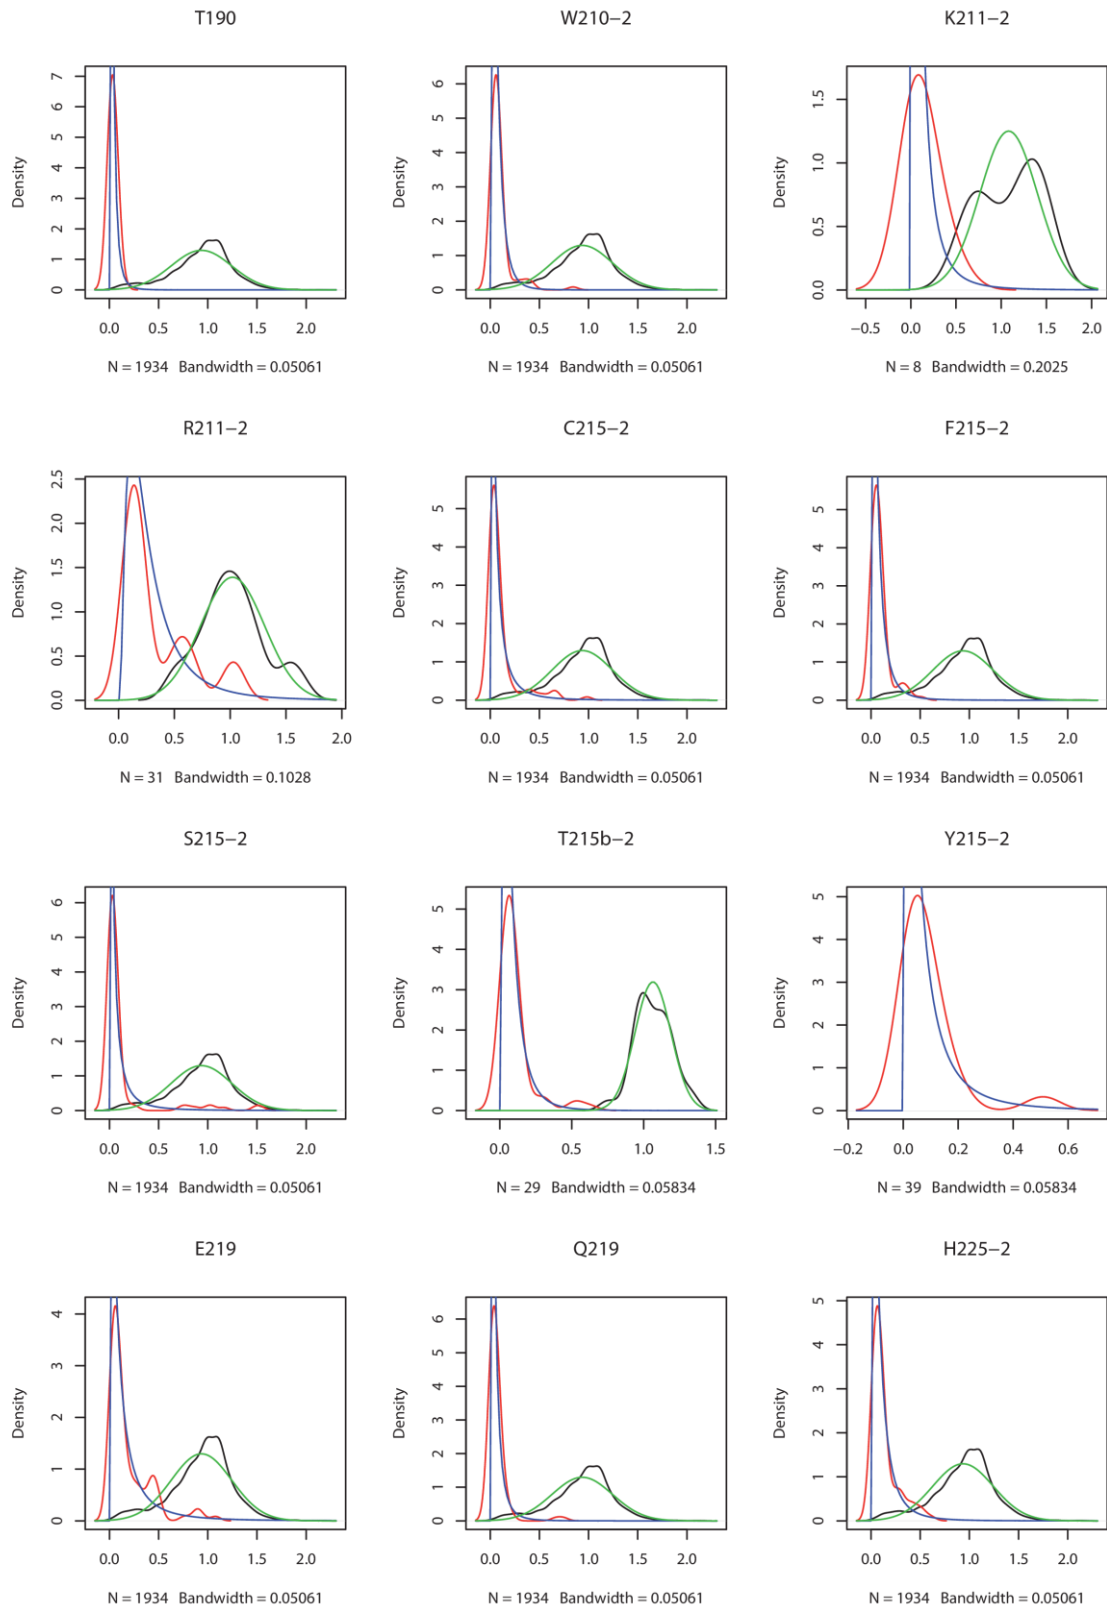 T190 W210−2 K211−2
Density 0 1 2 3 4 5 6 7 Density 0 1 2 3 4 5 6 Density 0.0 0.5 1.0 1.5
0.0 0.5 1.0 1.5 2.0 0.0 0.5 1.0 1.5 2.0 −0.5 0.0 0.5 1.0 1.5 2.0
N = 1934 Bandwidth = 0.05061 N = 1934 Bandwidth = 0.05061 N = 8 Bandwidth = 0.2025
R211−2 C215−2 F215−2
Density 0.0 0.5 1.0 1.5 2.0 2.5 Density 0 1 2 3 4 5 Density 0 1 2 3 4 5
0.0 0.5 1.0 1.5 2.0 0.0 0.5 1.0 1.5 2.0 0.0 0.5 1.0 1.5 2.0
N = 31 Bandwidth = 0.1028 N = 1934 Bandwidth = 0.05061 N = 1934 Bandwidth = 0.05061
S215−2 T215b−2 Y215−2
Density 0 1 2 3 4 5 6 Density 0 1 2 3 4 5 Density 0 1 2 3 4 5
0.0 0.5 1.0 1.5 2.0 0.0 0.5 1.0 1.5 −0.2 0.0 0.2 0.4 0.6
N = 1934 Bandwidth = 0.05061 N = 29 Bandwidth = 0.05834 N = 39 Bandwidth = 0.05834
E219 Q219 H225−2
Density 0 1 2 3 4 Density 0 1 2 3 4 5 6 Density 0 1 2 3 4 5
0.0 0.5 1.0 1.5 2.0 0.0 0.5 1.0 1.5 2.0 0.0 0.5 1.0 1.5 2.0
N = 1934 Bandwidth = 0.05061 N = 1934 Bandwidth = 0.05061 N = 1934 Bandwidth = 0.05061